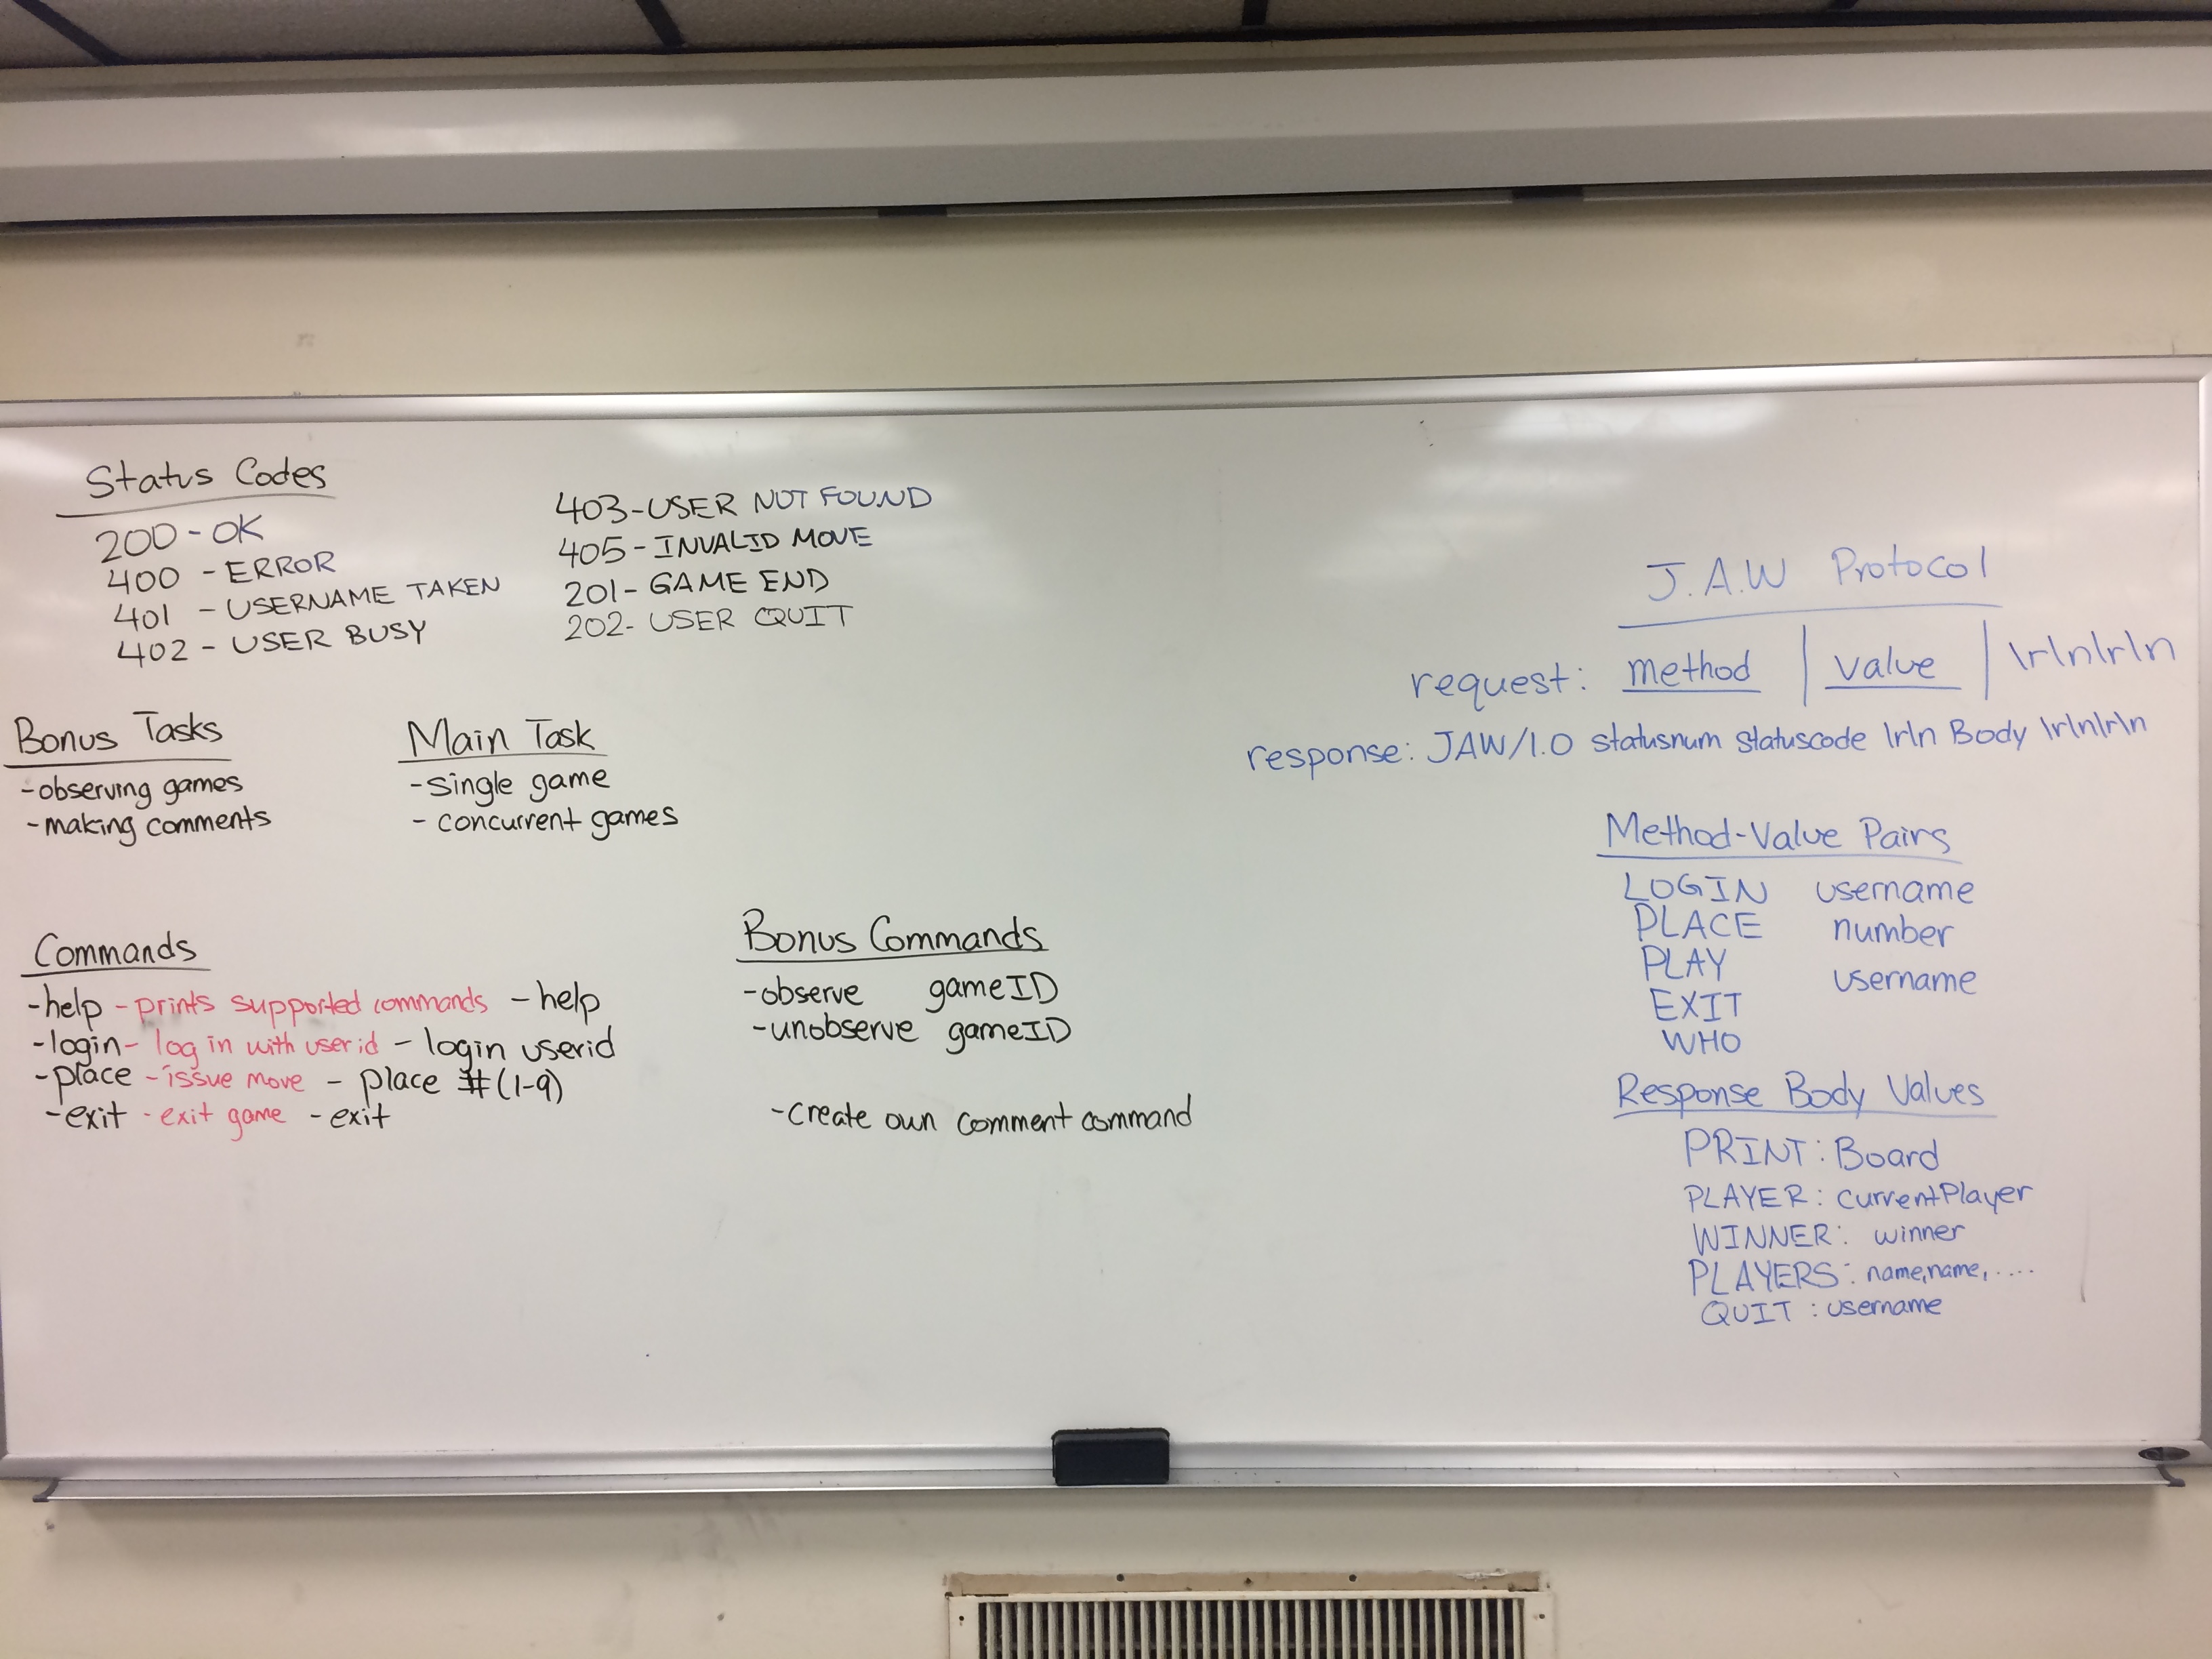 Status Codes
200 - OK
400 - ERROR
401 - USERNAME TAKEN
402 - USER BUSY
403 - USER NOT FOUND
405 - INVALID MOVE
201 - GAME END
202 - USER QUIT
Bonus Tasks
- observing games
- making comments
Main Task
- single game
- concurrent games
Commands
- help - prints supported commands - help
- login - log in with userid - login userid
- place - issue move - place #(1-9)
- exit - exit game - exit
Bonus Commands
- observe gameID
- unobserve gameID
- create own comment command
J.A.W Protocol
request: method | value | \r\n\r\n
response: JAW/1.0 statusnum statuscode \r\n Body \r\n\r\n
Method-Value Pairs
LOGIN username
PLACE number
PLAY username
EXIT
WHO
Response Body Values
PRINT: Board
PLAYER: currentPlayer
WINNER: winner
PLAYERS: name,name, ....
QUIT : username